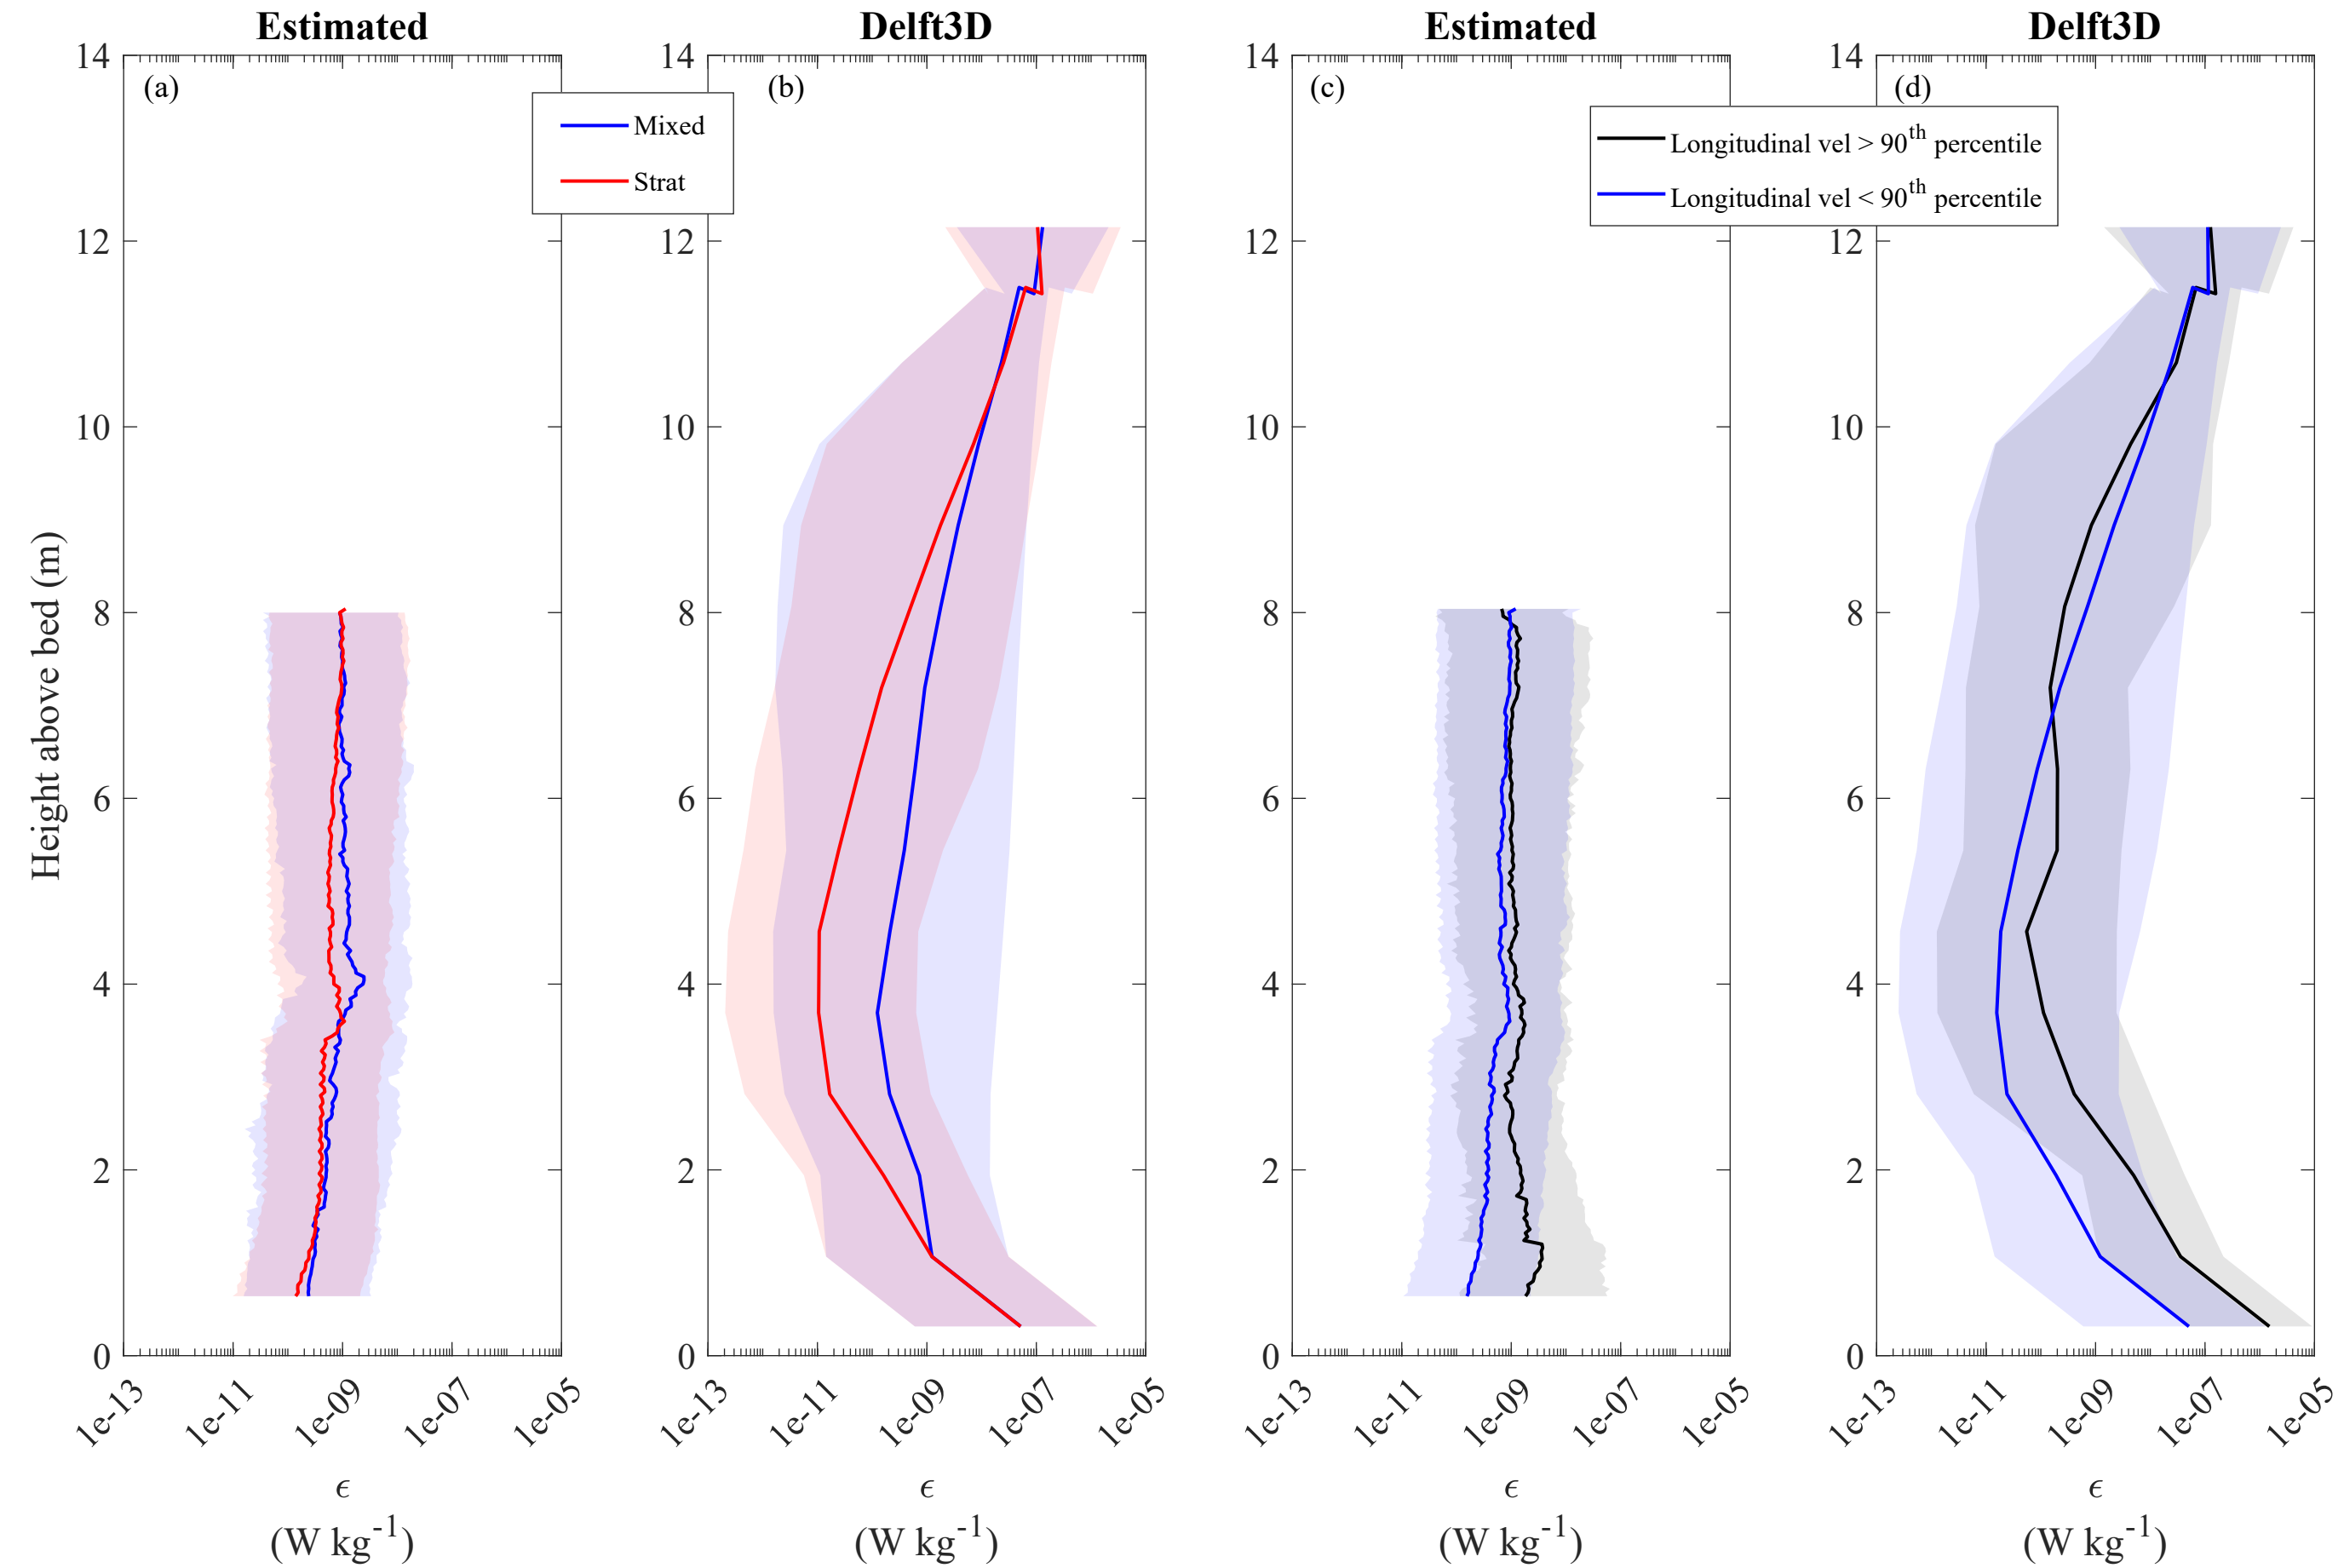 Estimated
Delft3D
Estimated
Delft3D
(a)
(b)
(c)
(d)
Mixed
Strat
Longitudinal vel > 90th percentile
Longitudinal vel < 90th percentile
Height above bed (m)
14
12
10
8
6
4
2
0
14
12
10
8
6
4
2
0
14
12
10
8
6
4
2
0
14
12
10
8
6
4
2
0
1e-13
1e-11
1e-09
1e-07
1e-05
1e-13
1e-11
1e-09
1e-07
1e-05
1e-13
1e-11
1e-09
1e-07
1e-05
1e-13
1e-11
1e-09
1e-07
1e-05
ϵ
(W kg-1)
ϵ
(W kg-1)
ϵ
(W kg-1)
ϵ
(W kg-1)